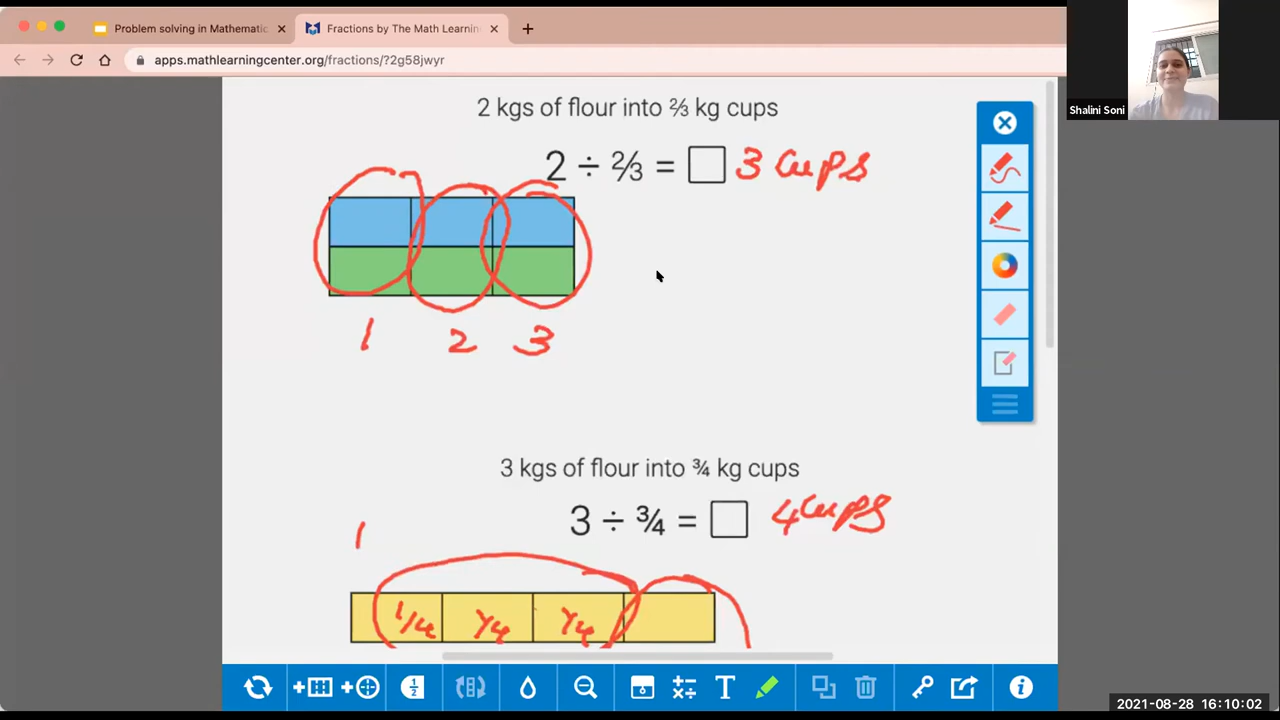 Problem solving in Mathematic
Fractions by The Math Learnin
apps.mathlearningcenter.org/fractions/?2g58jwyr
Shalini Soni
2 kgs of flour into ⅔ kg cups
2 ÷ ⅔ = □ 3 cups
1 2 3
3 kgs of flour into ¾ kg cups
3 ÷ ¾ = □ 4 cups
1
1/4 1/4 1/4
1/2
T
2021-08-28 16:10:02